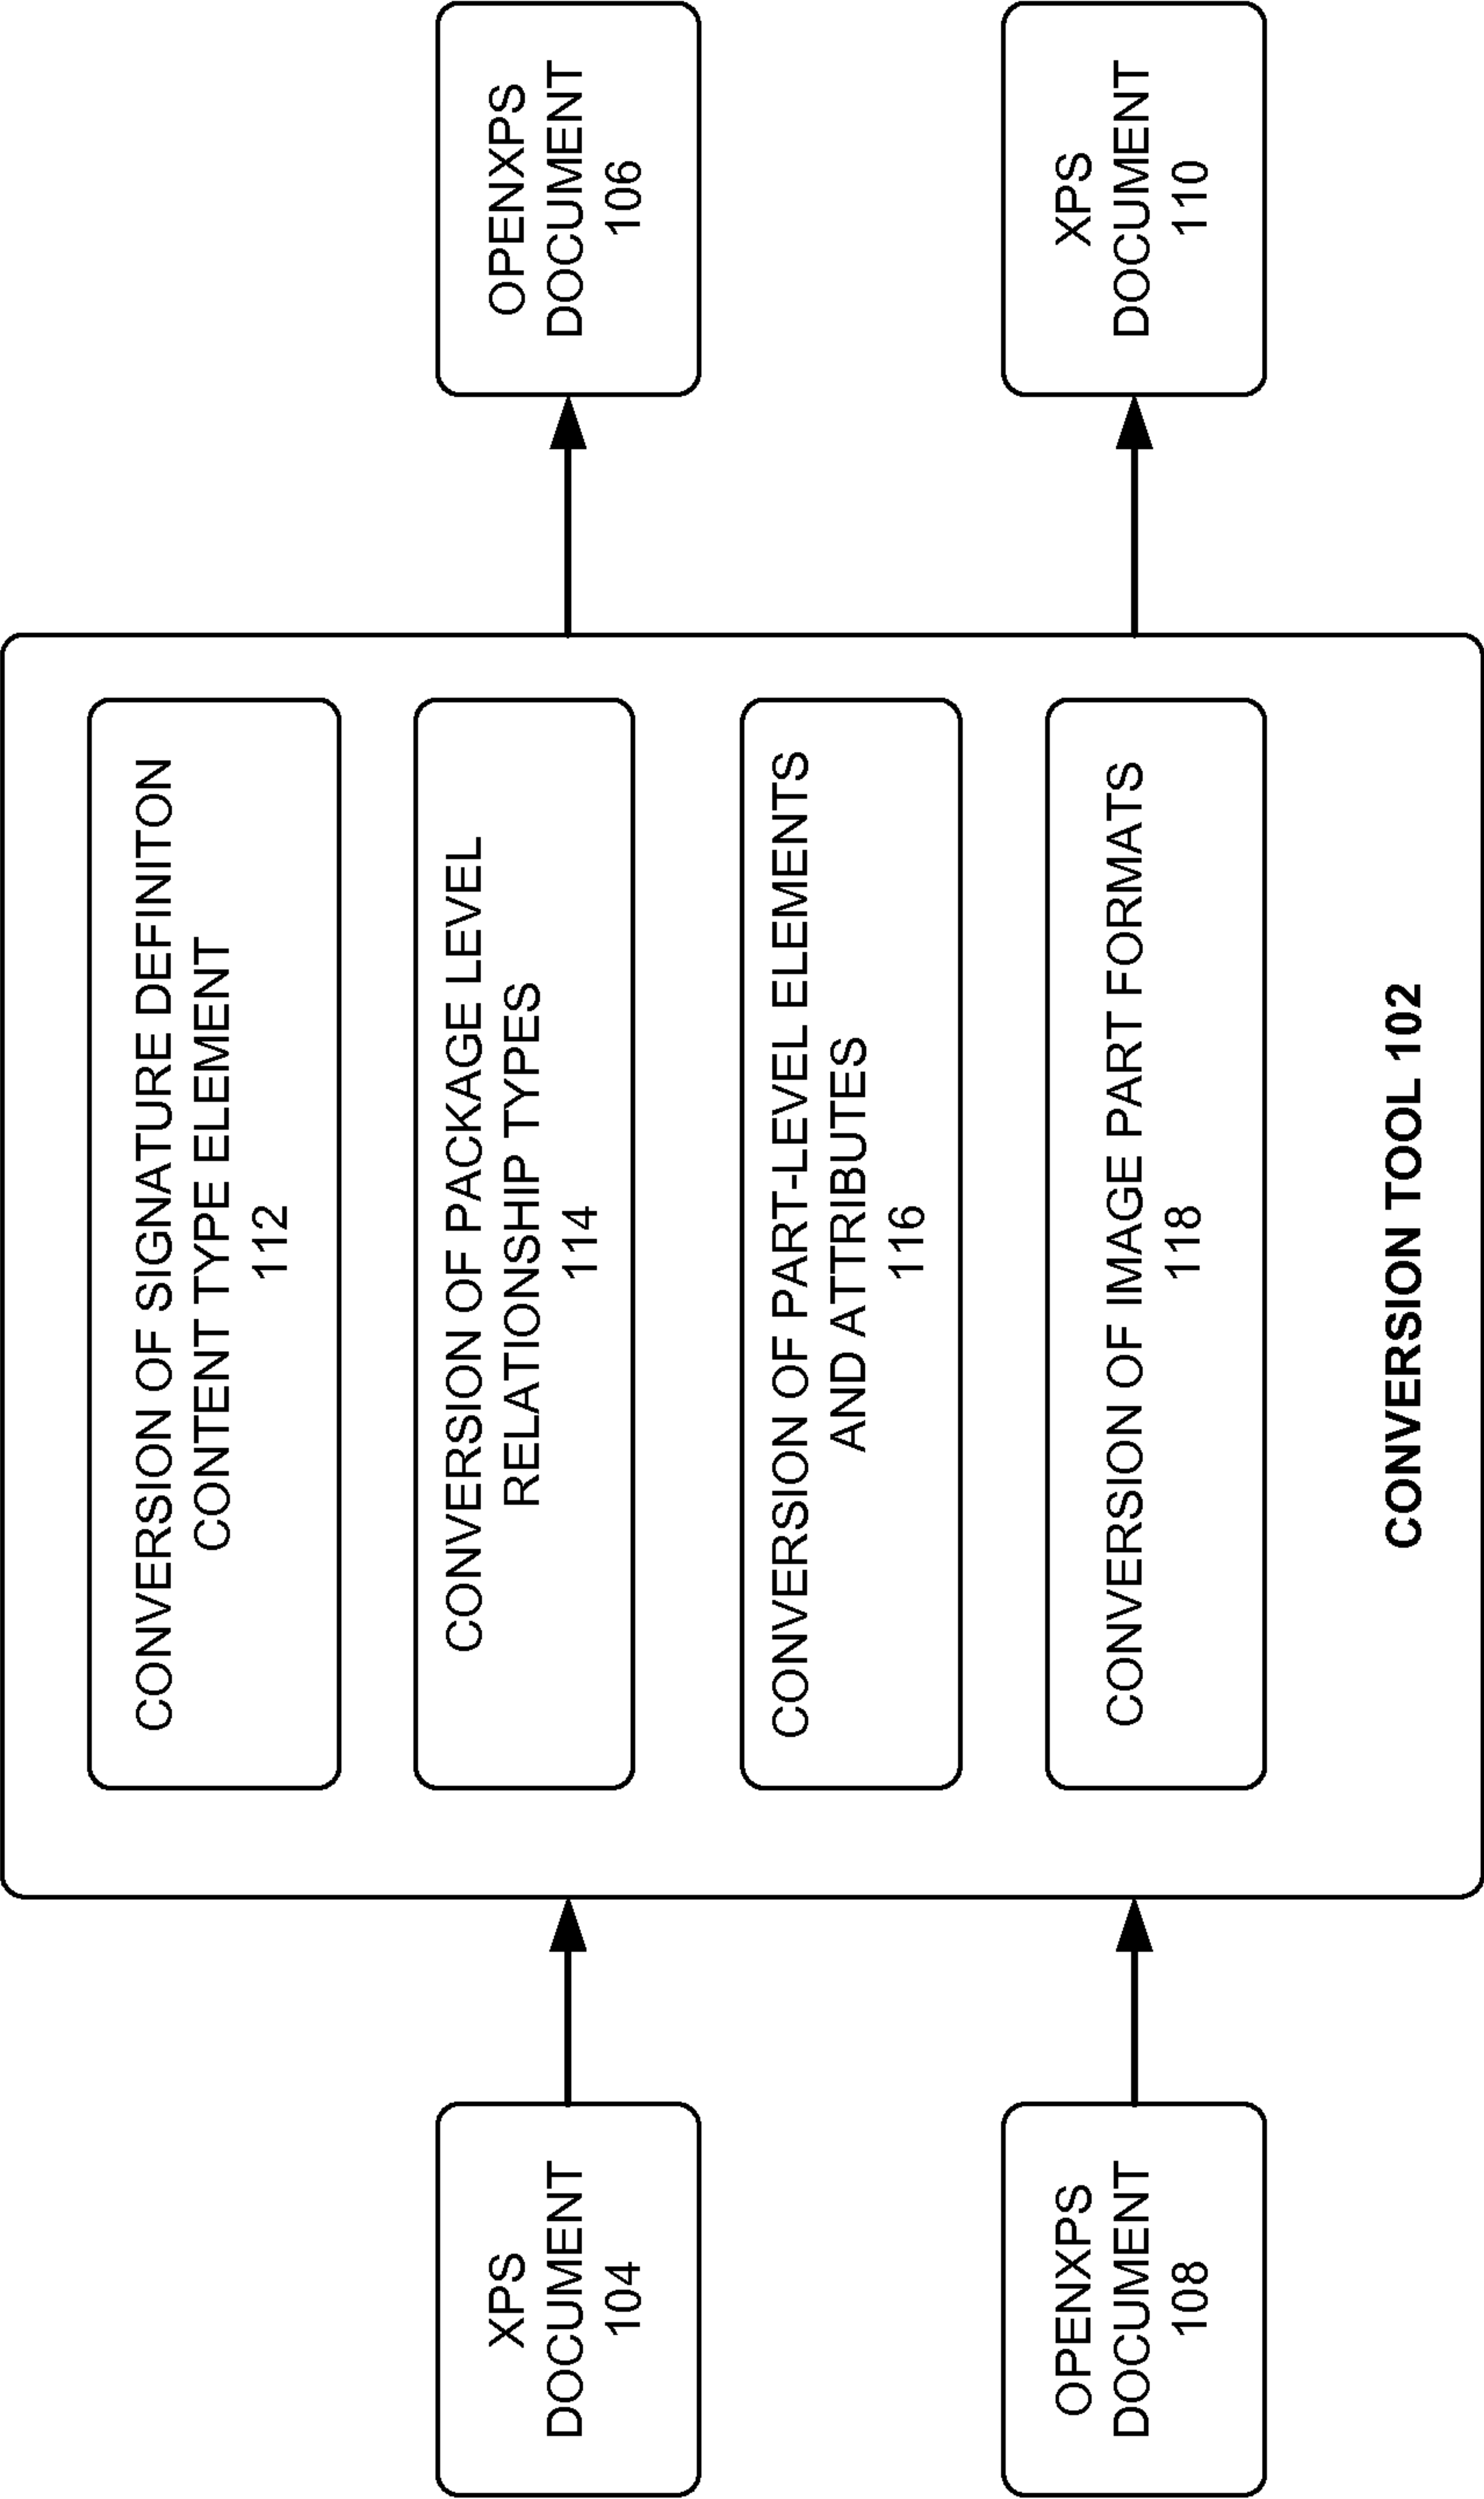 XPS
DOCUMENT
104
OPENXPS
DOCUMENT
108
CONVERSION OF SIGNATURE DEFINITON
CONTENT TYPE ELEMENT
112
CONVERSION OF PACKAGE LEVEL
RELATIONSHIP TYPES
114
CONVERSION OF PART-LEVEL ELEMENTS
AND ATTRIBUTES
116
CONVERSION OF IMAGE PART FORMATS
118
CONVERSION TOOL 102
OPENXPS
DOCUMENT
106
XPS
DOCUMENT
110